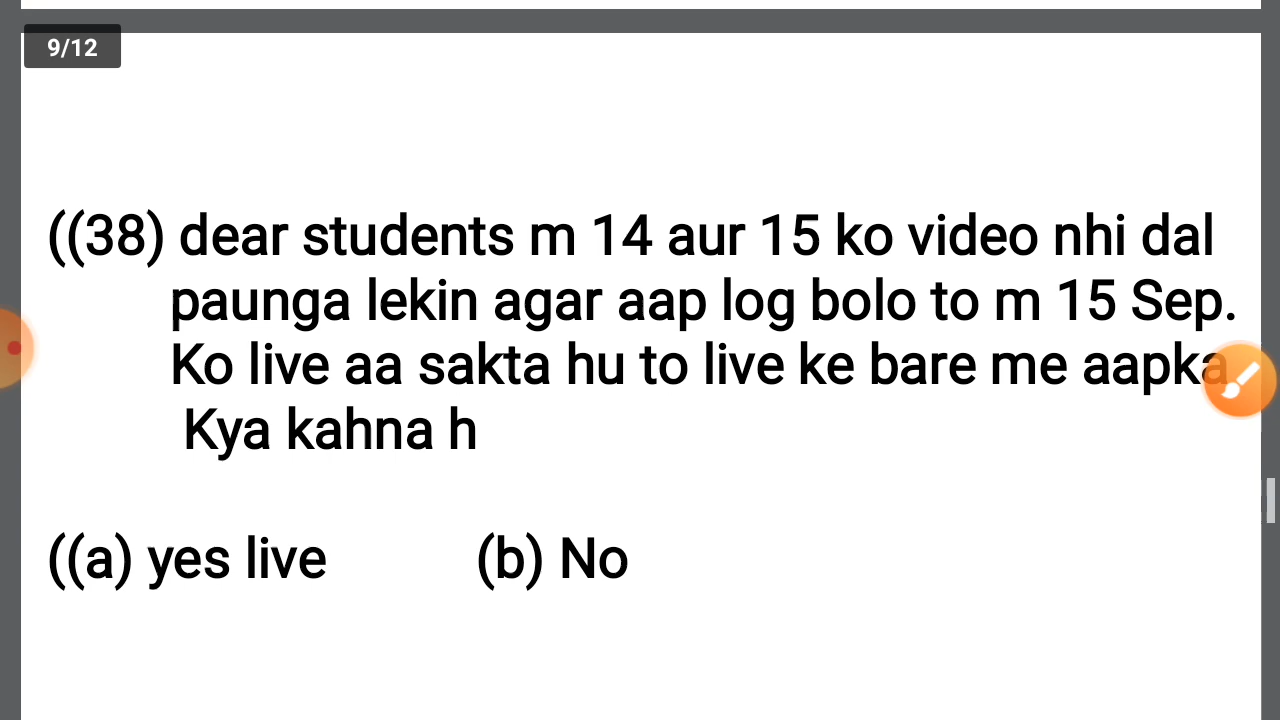 9/12
((38) dear students m 14 aur 15 ko video nhi dal
paunga lekin agar aap log bolo to m 15 Sep.
Ko live aa sakta hu to live ke bare me aapka
Kya kahna h
((a) yes live (b) No